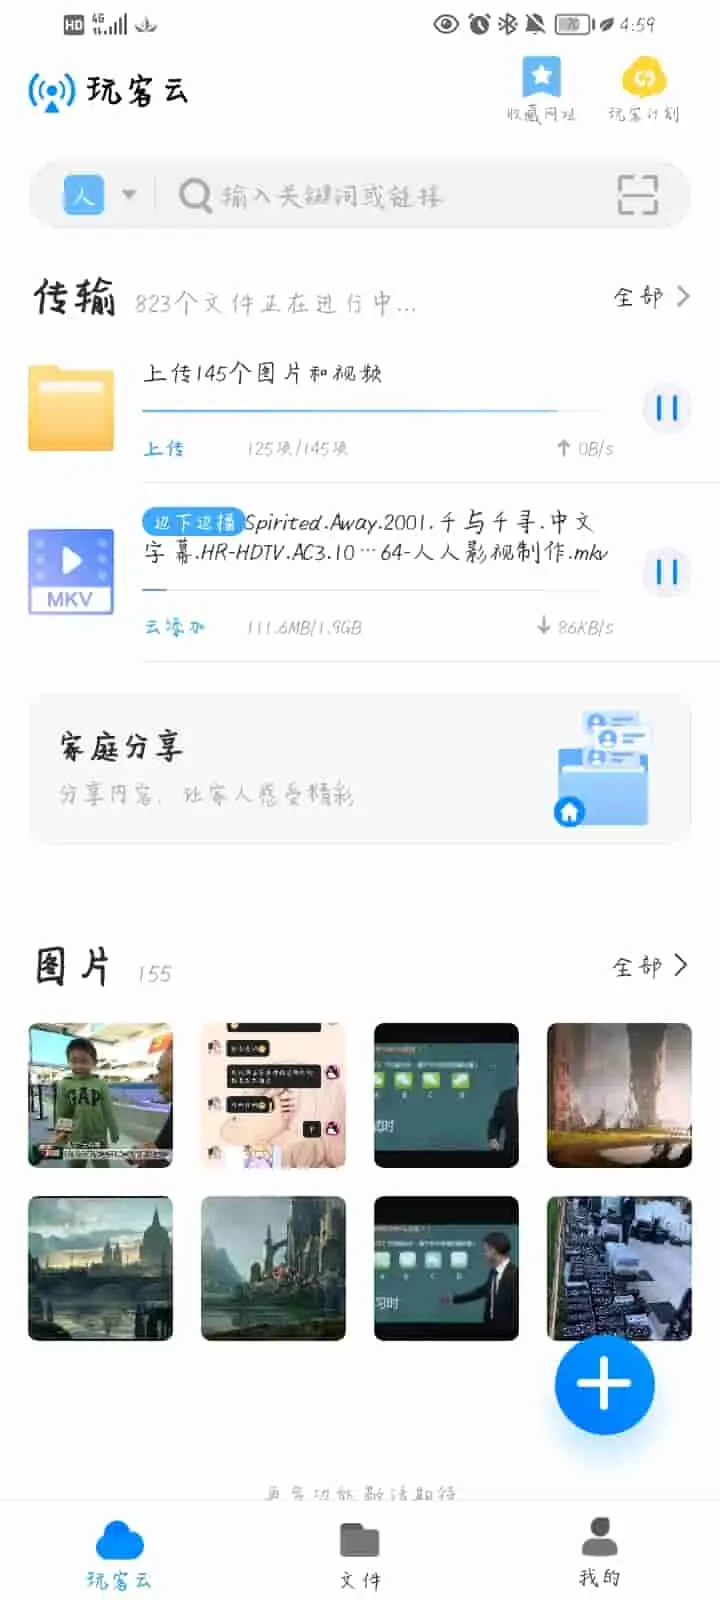 HD 4G 70 4:59
玩客云
收藏网址 玩客计划
人 输入关键词或链接
传输 823个文件正在进行中... 全部
上传145个图片和视频
上传 125项/145项 0B/s
边下边播 Spirited.Away.2001.千与千寻.中文
字幕.HR-HDTV.AC3.10…64-人人影视制作.mkv
MKV
云添加 111.6MB/1.9GB 86KB/s
家庭分享
分享内容，让家人感受精彩
图片 155 全部
GAP
A B C D
习时
B C D
习时
更多功能敬请期待
玩客云 文件 我的